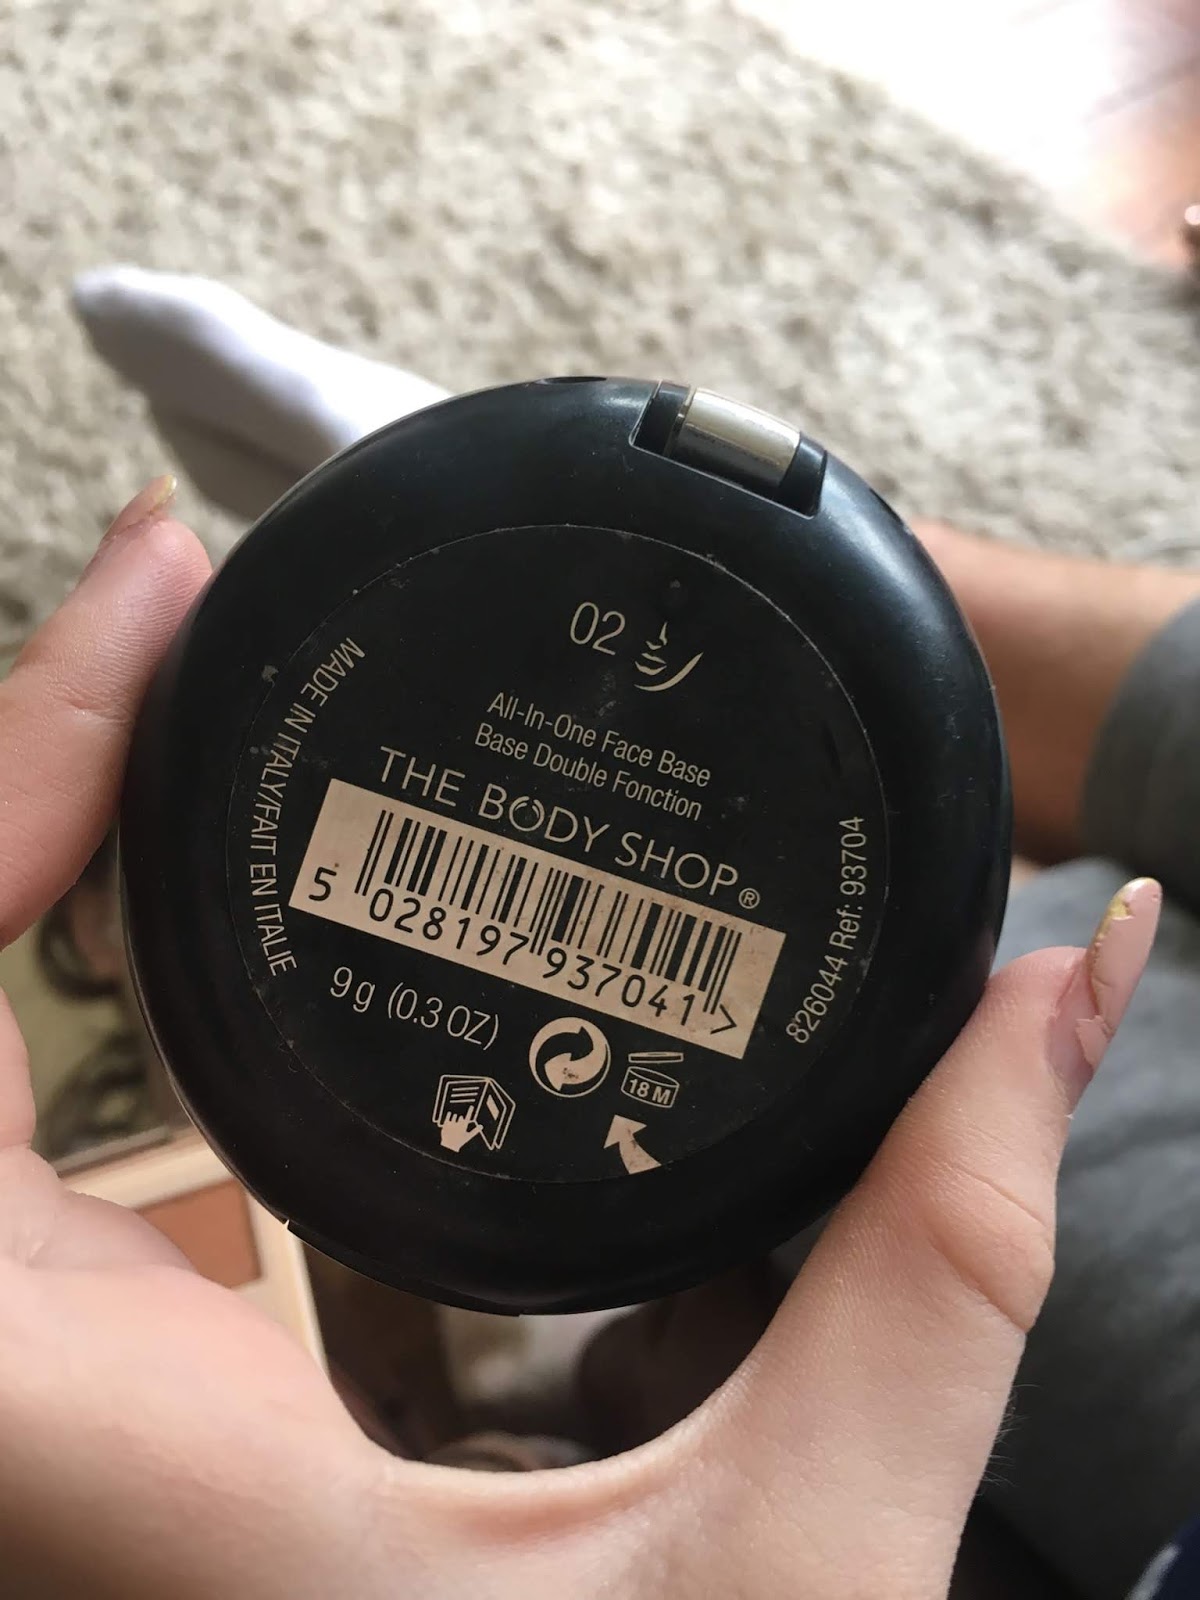 02
All-In-One Face Base
Base Double Fonction
THE BODY SHOP®
5 028197 937041 >
9g (0.3 OZ)
18 M
MADE IN ITALY/FAIT EN ITALIE
826044 Ref: 93704